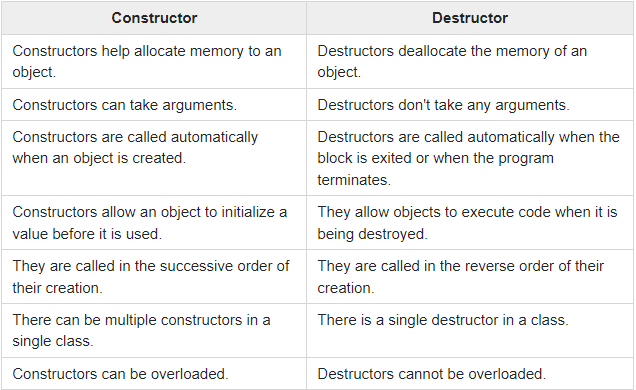 Constructor Destructor
Constructors help allocate memory to an
object.
Destructors deallocate the memory of an
object.
Constructors can take arguments.
Destructors don't take any arguments.
Constructors are called automatically
when an object is created.
Destructors are called automatically when the
block is exited or when the program
terminates.
Constructors allow an object to initialize a
value before it is used.
They allow objects to execute code when it is
being destroyed.
They are called in the successive order of
their creation.
They are called in the reverse order of their
creation.
There can be multiple constructors in a
single class.
There is a single destructor in a class.
Constructors can be overloaded.
Destructors cannot be overloaded.